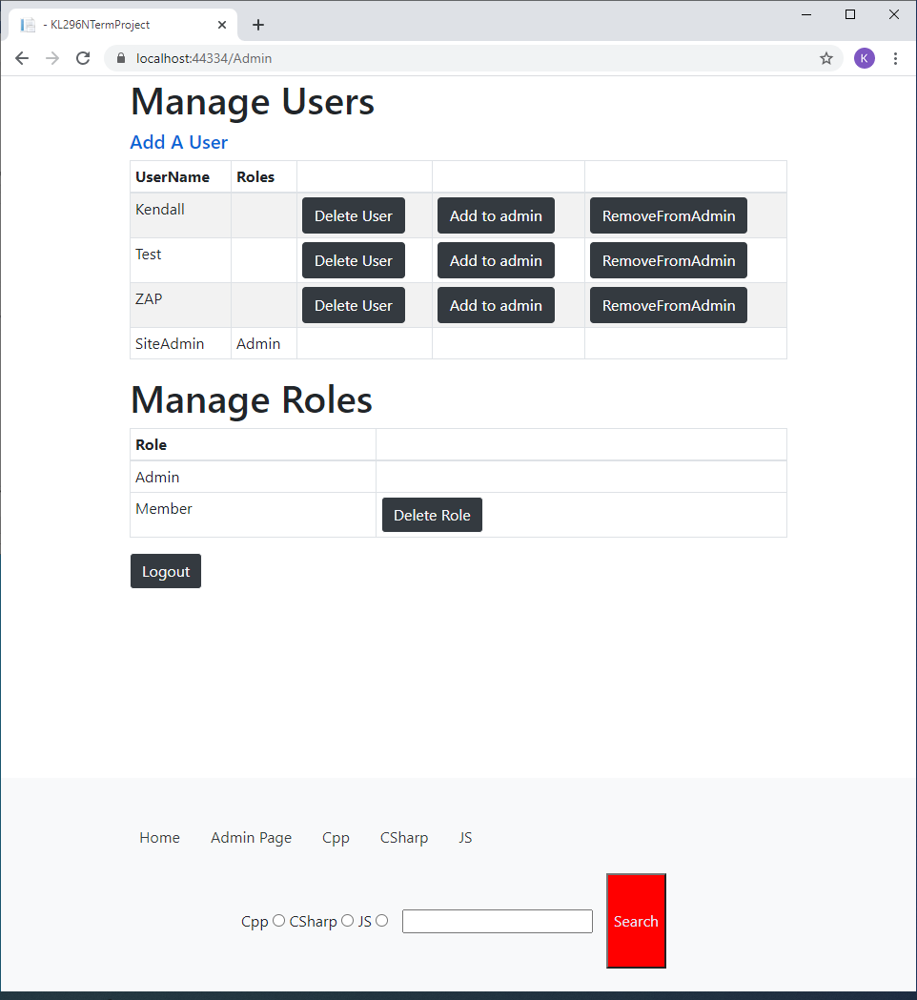 - KL296NTermProject
localhost:44334/Admin
K
Manage Users
Add A User
UserName Roles
Kendall Delete User Add to admin RemoveFromAdmin
Test Delete User Add to admin RemoveFromAdmin
ZAP Delete User Add to admin RemoveFromAdmin
SiteAdmin Admin
Manage Roles
Role
Admin
Member Delete Role
Logout
Home Admin Page Cpp CSharp JS
Cpp CSharp JS Search